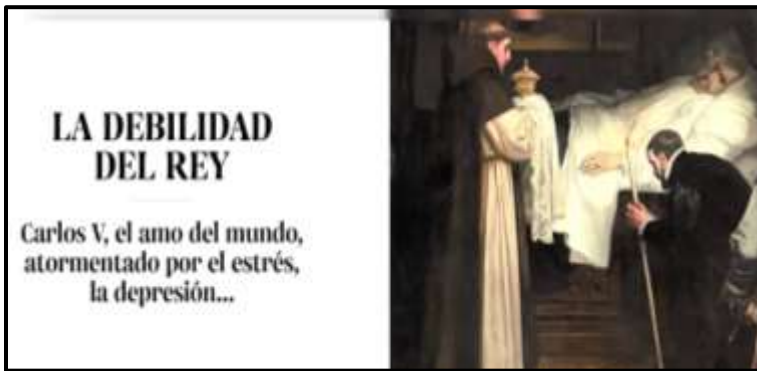 LA DEBILIDAD
DEL REY
Carlos V, el amo del mundo,
atormentado por el estrés,
la depresión...